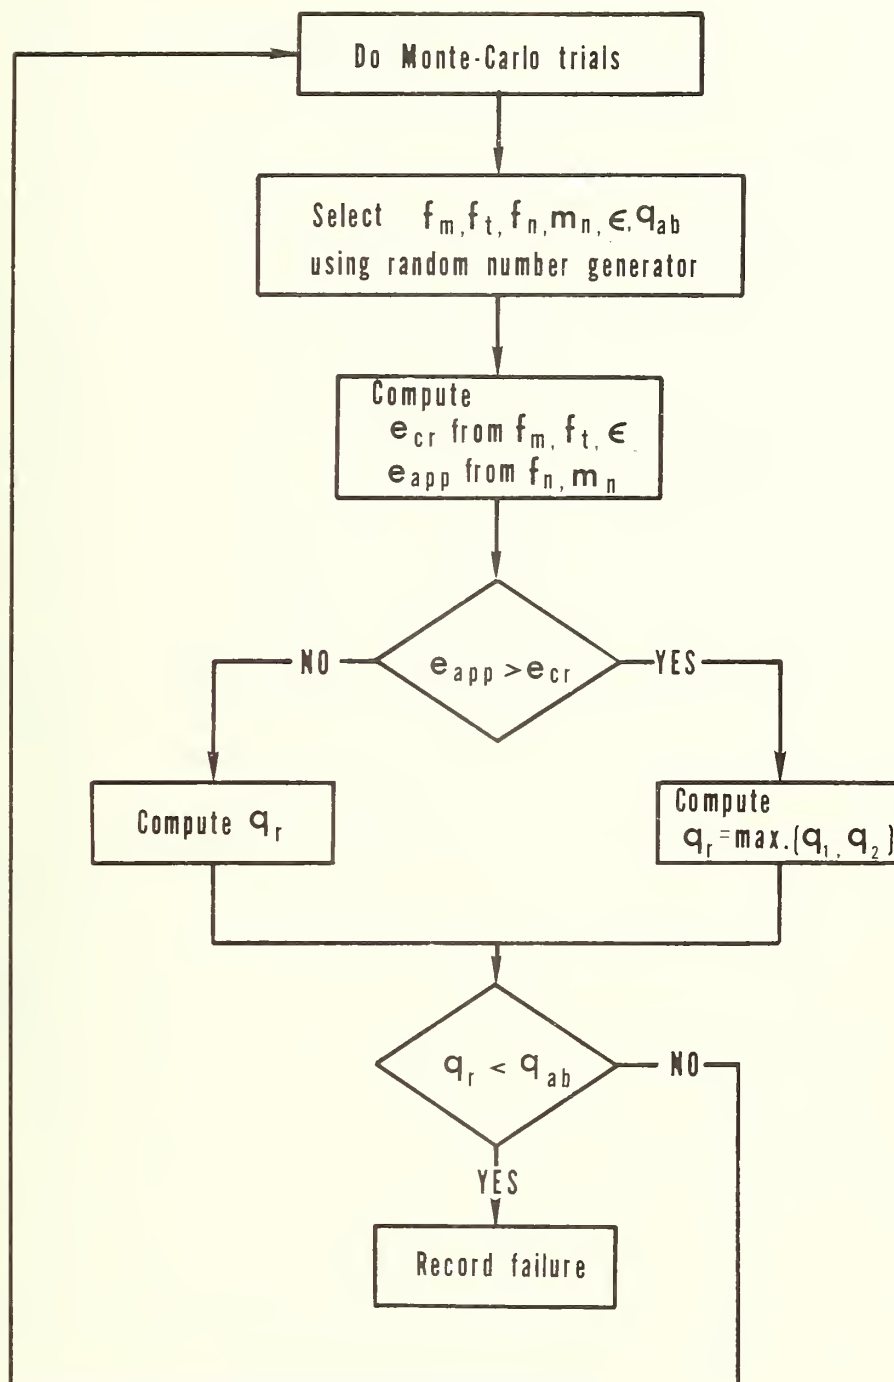 Do Monte-Carlo trials
Select f_m, f_t, f_n, m_n, ϵ, q_ab
using random number generator
Compute
e_cr from f_m, f_t, ϵ
e_app from f_n, m_n
e_app > e_cr
NO
YES
Compute q_r
Compute
q_r = max.(q_1, q_2)
q_r < q_ab
NO
YES
Record failure